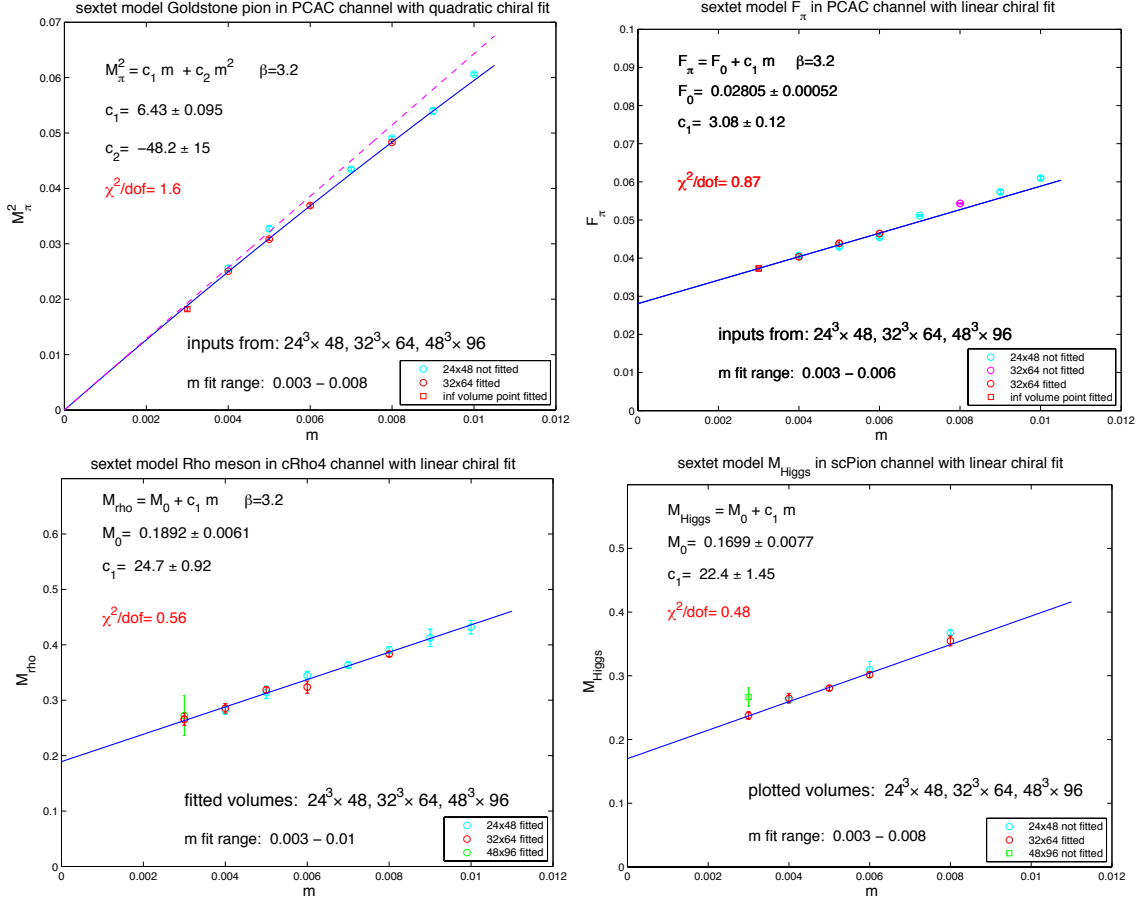 sextet model Goldstone pion in PCAC channel with quadratic chiral fit
0.07
0.06
0.05
0.04
0.03
0.02
0.01
0
M_π^2
M_π^2 = c_1 m + c_2 m^2 β=3.2
c_1= 6.43 ± 0.095
c_2= −48.2 ± 15
χ^2/dof= 1.6
inputs from: 24^3× 48, 32^3× 64, 48^3× 96
m fit range: 0.003 − 0.008
24x48 not fitted
32x64 fitted
inf volume point fitted
0 0.002 0.004 0.006 0.008 0.01 0.012
m
sextet model F_π in PCAC channel with linear chiral fit
0.1
0.09
0.08
0.07
0.06
0.05
0.04
0.03
0.02
0.01
0
F_π
F_π = F_0 + c_1 m β=3.2
F_0= 0.02805 ± 0.00052
c_1= 3.08 ± 0.12
χ^2/dof= 0.87
inputs from: 24^3× 48, 32^3× 64, 48^3× 96
m fit range: 0.003 − 0.006
24x48 not fitted
32x64 not fitted
32x64 fitted
inf volume point fitted
0 0.002 0.004 0.006 0.008 0.01 0.012
m
sextet model Rho meson in cRho4 channel with linear chiral fit
0.6
0.5
0.4
0.3
0.2
0.1
0
M_rho
M_rho = M_0 + c_1 m β=3.2
M_0= 0.1892 ± 0.0061
c_1= 24.7 ± 0.92
χ^2/dof= 0.56
fitted volumes: 24^3× 48, 32^3× 64, 48^3× 96
m fit range: 0.003 − 0.01
24x48 fitted
32x64 fitted
48x96 fitted
0 0.002 0.004 0.006 0.008 0.01 0.012
m
sextet model M_Higgs in scPion channel with linear chiral fit
0.5
0.4
0.3
0.2
0.1
0
M_Higgs
M_Higgs = M_0 + c_1 m
M_0= 0.1699 ± 0.0077
c_1= 22.4 ± 1.45
χ^2/dof= 0.48
plotted volumes: 24^3× 48, 32^3× 64, 48^3× 96
m fit range: 0.003 − 0.008
24x48 not fitted
32x64 fitted
48x96 not fitted
0 0.002 0.004 0.006 0.008 0.01 0.012
m